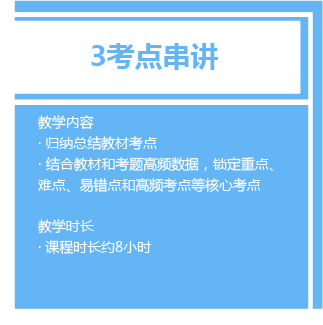 3考点串讲
教学内容
· 归纳总结教材考点
· 结合教材和考题高频数据，锁定重点、
难点、易错点和高频考点等核心考点
教学时长
· 课程时长约8小时